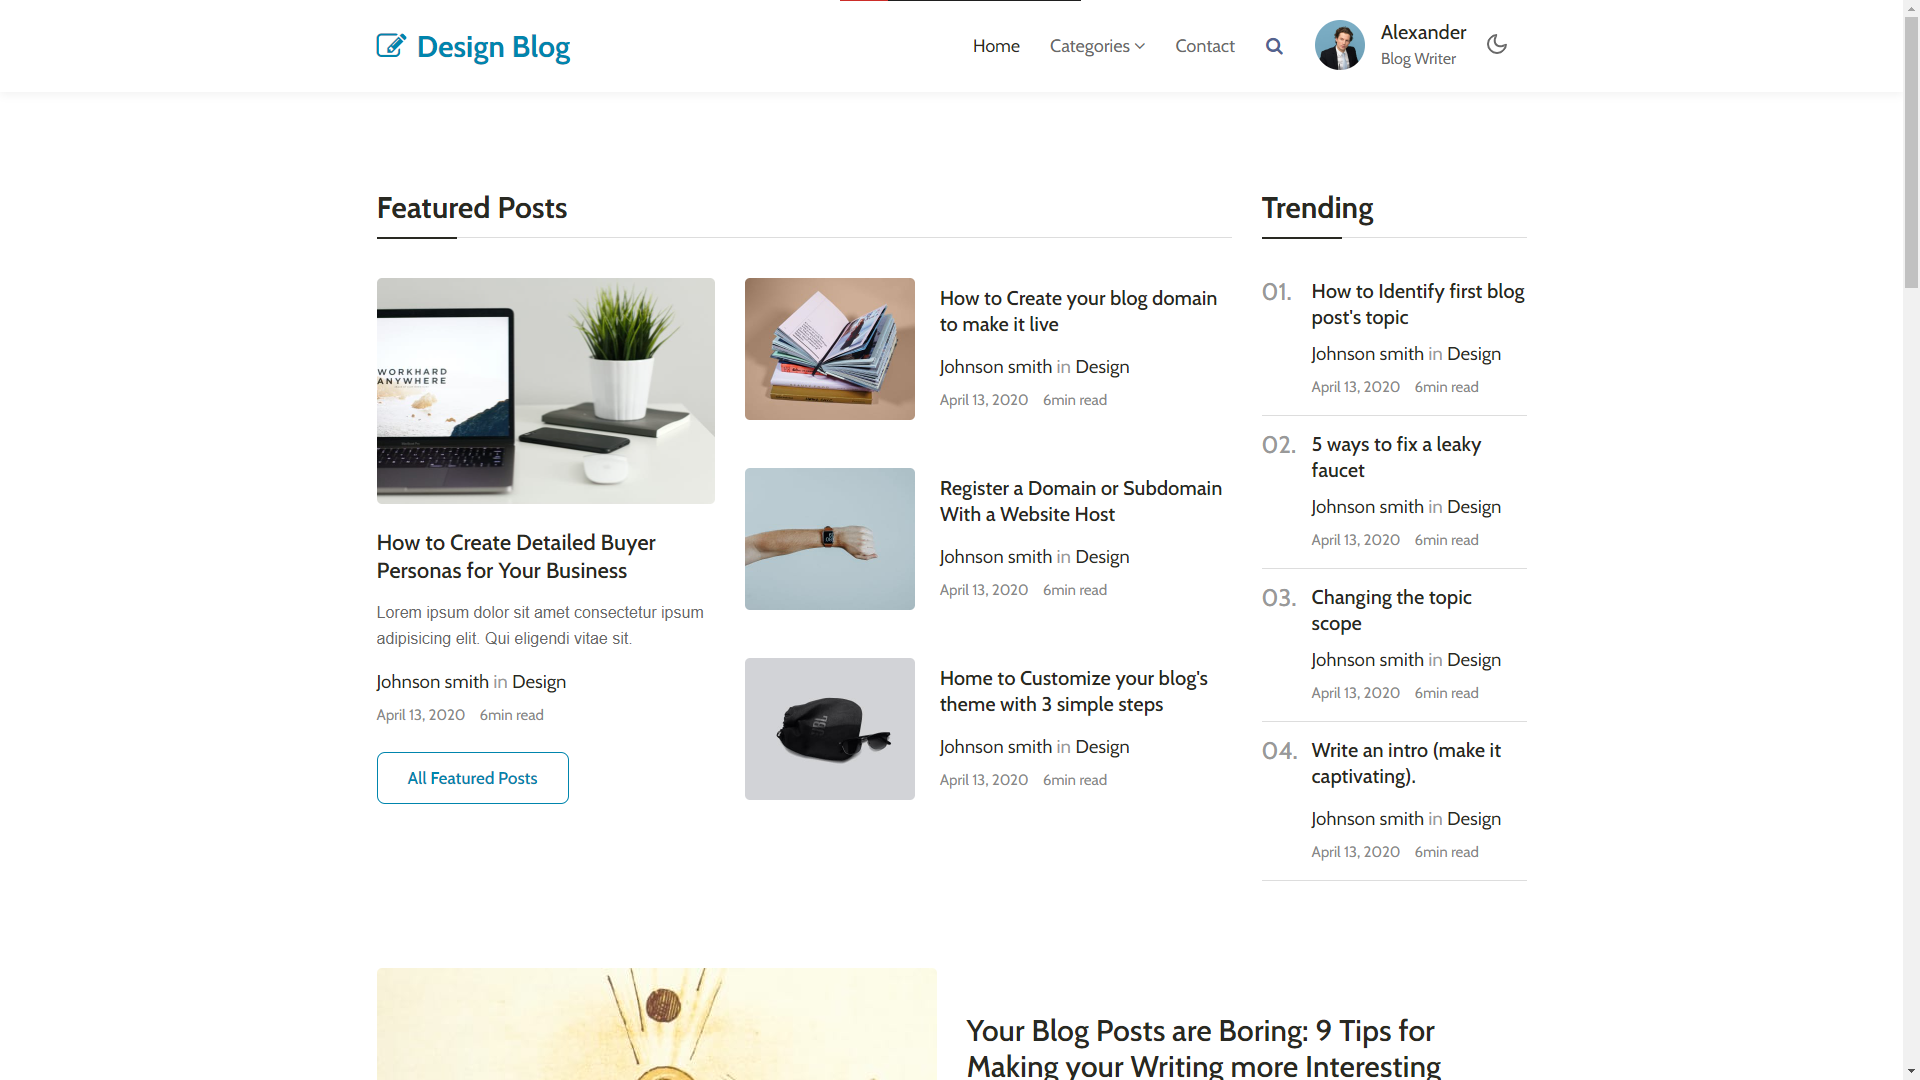 Design Blog
Home
Categories
Contact
Alexander
Blog Writer
Featured Posts
WORKHARD
ANYWHERE
How to Create Detailed Buyer
Personas for Your Business
Lorem ipsum dolor sit amet consectetur ipsum
adipisicing elit. Qui eligendi vitae sit.
Johnson smith in Design
April 13, 2020 6min read
All Featured Posts
How to Create your blog domain
to make it live
Johnson smith in Design
April 13, 2020 6min read
Register a Domain or Subdomain
With a Website Host
Johnson smith in Design
April 13, 2020 6min read
JBL
Home to Customize your blog's
theme with 3 simple steps
Johnson smith in Design
April 13, 2020 6min read
Trending
01. How to Identify first blog
post's topic
Johnson smith in Design
April 13, 2020 6min read
02. 5 ways to fix a leaky
faucet
Johnson smith in Design
April 13, 2020 6min read
03. Changing the topic
scope
Johnson smith in Design
April 13, 2020 6min read
04. Write an intro (make it
captivating).
Johnson smith in Design
April 13, 2020 6min read
Your Blog Posts are Boring: 9 Tips for
Making your Writing more Interesting